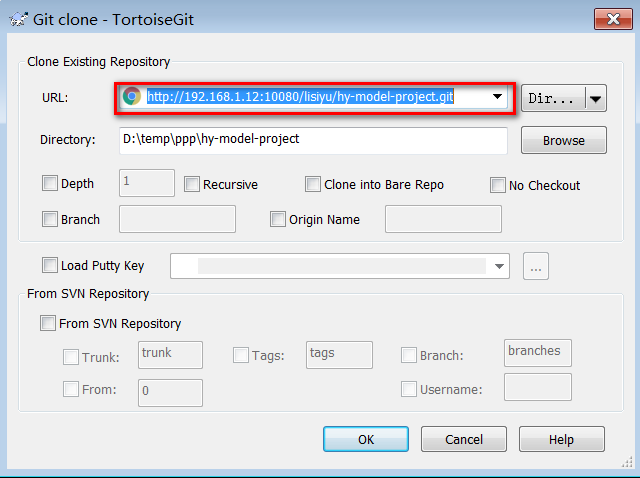 Git clone - TortoiseGit
Clone Existing Repository
URL: http://192.168.1.12:10080/lisiyu/hy-model-project.git Dir...
Directory: D:\temp\ppp\hy-model-project Browse
Depth 1 Recursive Clone into Bare Repo No Checkout
Branch Origin Name
Load Putty Key ...
From SVN Repository
From SVN Repository
Trunk: trunk Tags: tags Branch: branches
From: 0 Username:
OK Cancel Help